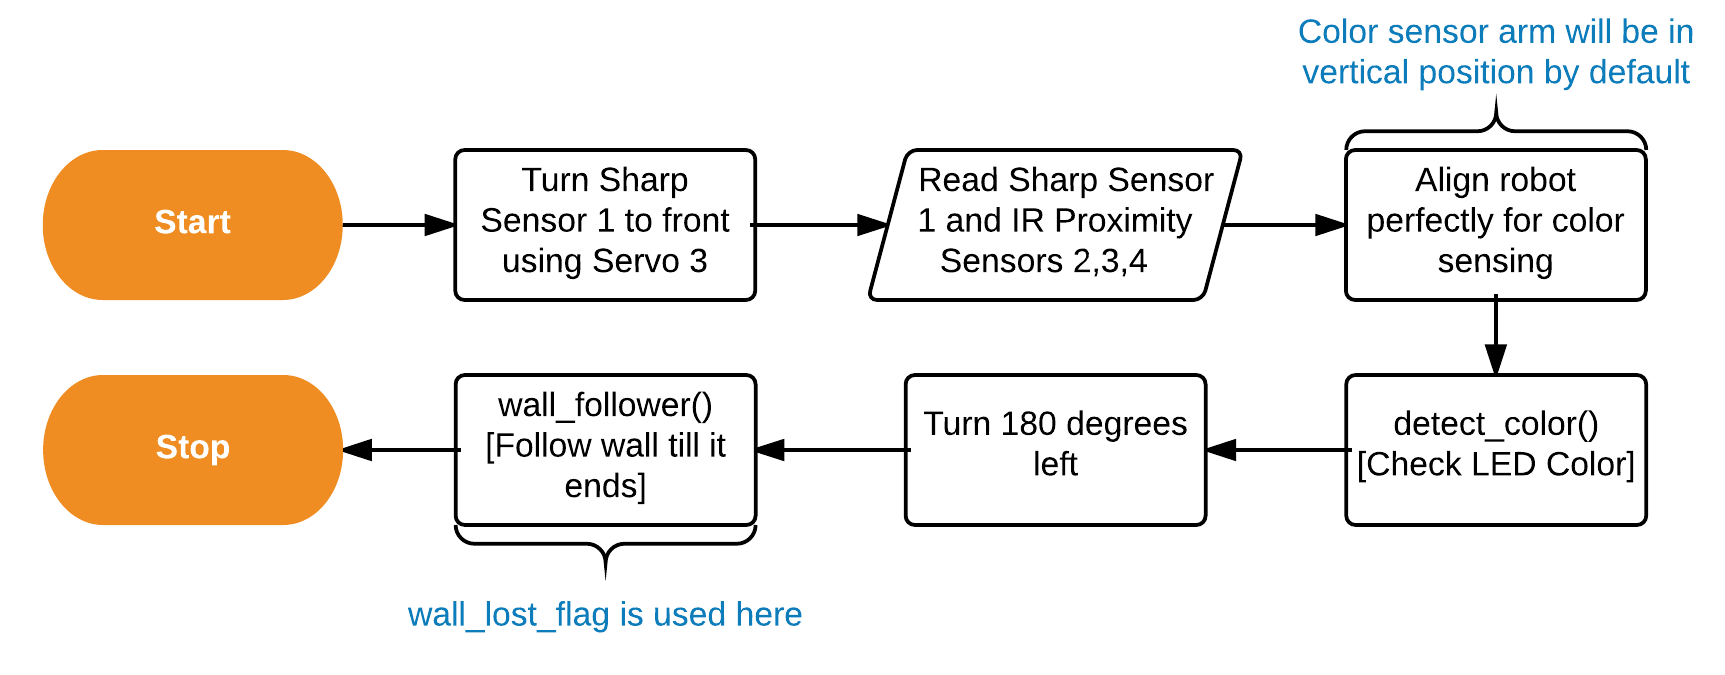 Color sensor arm will be in
vertical position by default
Start
Turn Sharp
Sensor 1 to front
using Servo 3
Read Sharp Sensor
1 and IR Proximity
Sensors 2,3,4
Align robot
perfectly for color
sensing
detect_color()
[Check LED Color]
Turn 180 degrees
left
wall_follower()
[Follow wall till it
ends]
Stop
wall_lost_flag is used here